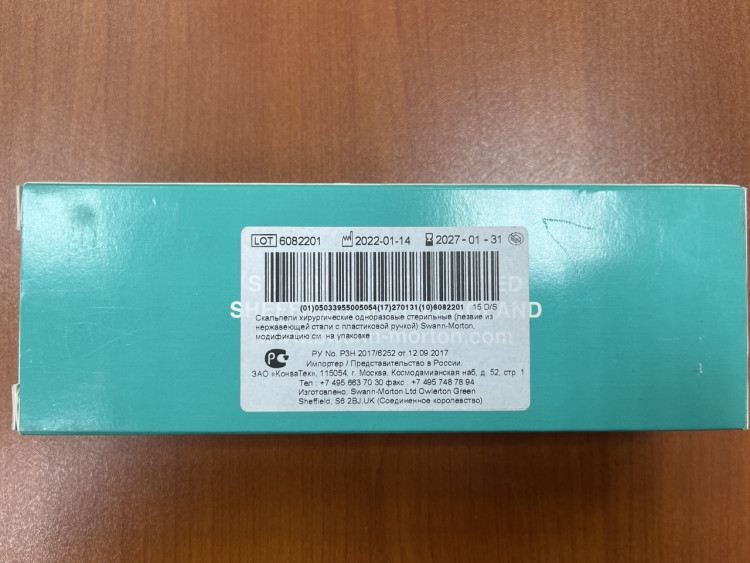 LOT 6082201 2022-01-14 2027-01-31
(01)05033955005054(17)270131(10)6082201 15 D/S
Скальпели хирургические одноразовые стерильные (лезвие из
нержавеющей стали с пластиковой ручкой) Swann-Morton,
модификацию см. на упаковке
РУ No. РЗН 2017/6252 от 12.09.2017
Импортер / Представительство в России.
ЗАО «КонваТек», 115054, г. Москва, Космодамианская наб, д. 52, стр. 1
Тел : +7 495 663 70 30 факс : +7 495 748 78 94
Изготовлено: Swann-Morton Ltd Owlerton Green
Sheffield, S6 2BJ,UK (Соединенное королевство)